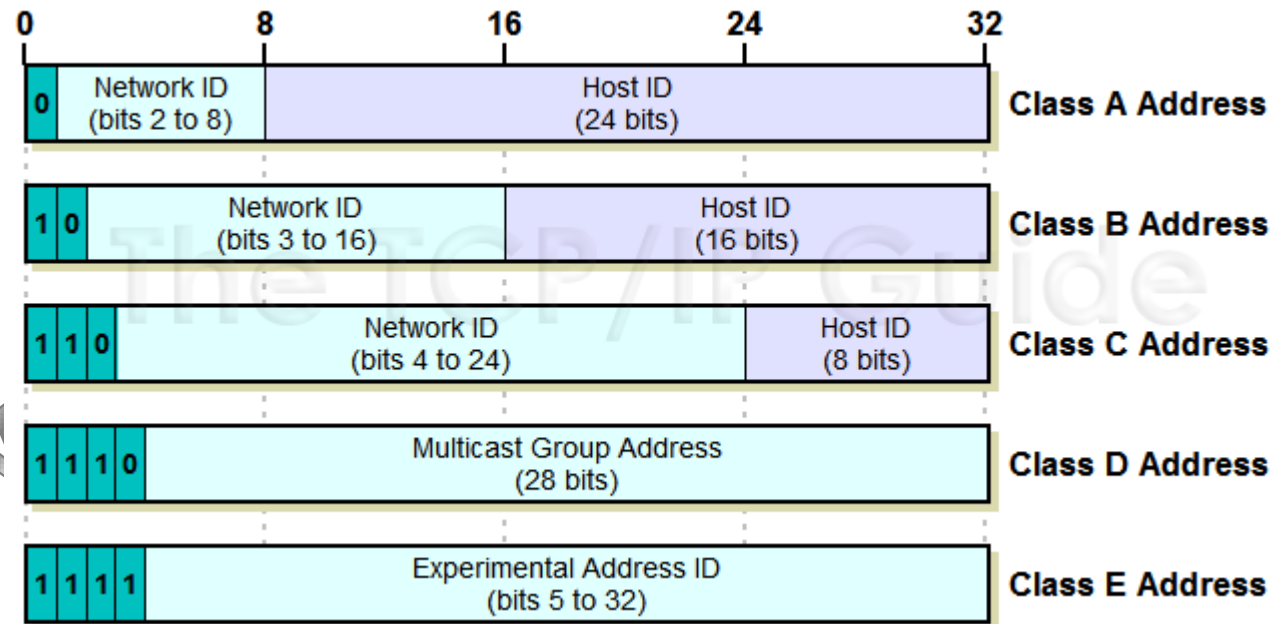 0 8 16 24 32
0 Network ID Host ID Class A Address
(bits 2 to 8) (24 bits)
1 0 Network ID Host ID Class B Address
(bits 3 to 16) (16 bits)
The TCP/IP Guide
1 1 0 Network ID Host ID Class C Address
(bits 4 to 24) (8 bits)
1 1 1 0 Multicast Group Address Class D Address
(28 bits)
1 1 1 1 Experimental Address ID Class E Address
(bits 5 to 32)